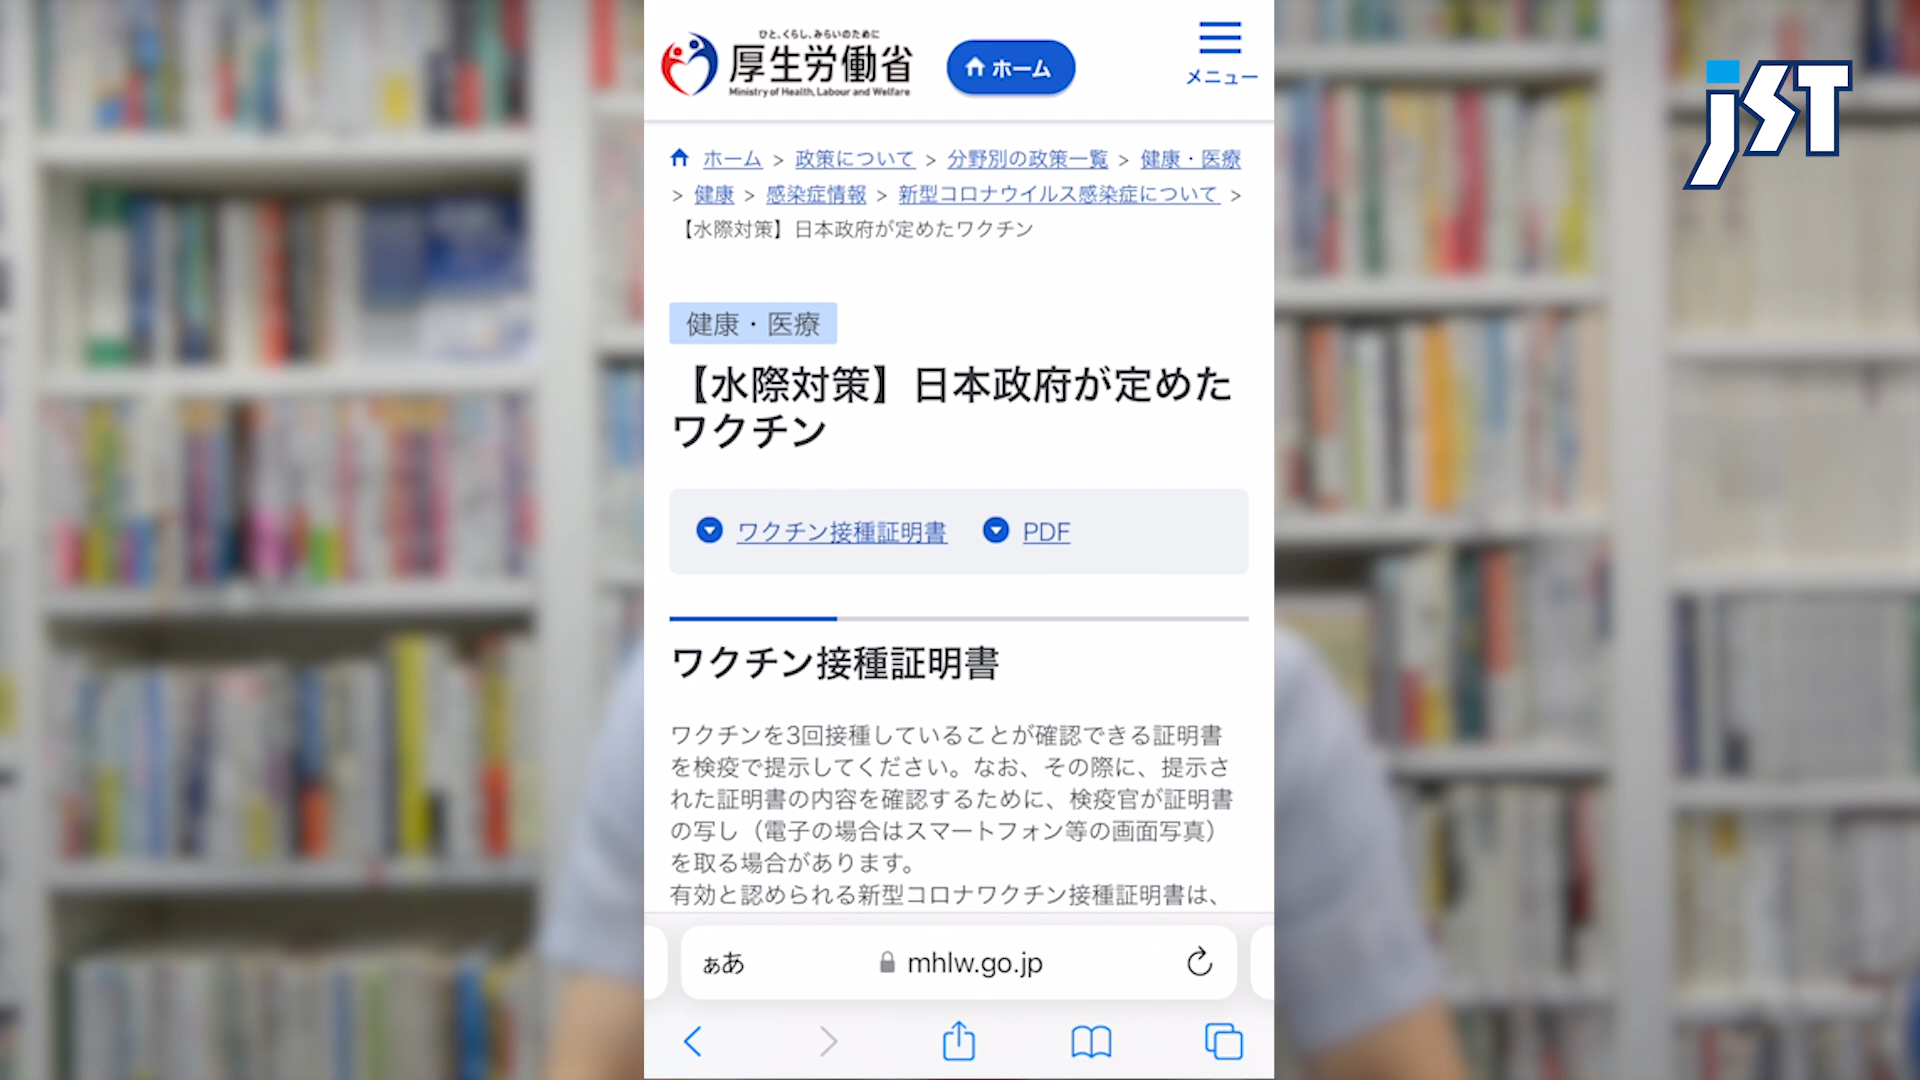 ひと、くらし、みらいのために
厚生労働省
Ministry of Health, Labour and Welfare
ホーム
メニュー
JST
ホーム > 政策について > 分野別の政策一覧 > 健康・医療
> 健康 > 感染症情報 > 新型コロナウイルス感染症について >
【水際対策】日本政府が定めたワクチン
健康・医療
【水際対策】日本政府が定めた
ワクチン
ワクチン接種証明書 PDF
ワクチン接種証明書
ワクチンを3回接種していることが確認できる証明書
を検疫で提示してください。なお、その際に、提示さ
れた証明書の内容を確認するために、検疫官が証明書
の写し（電子の場合はスマートフォン等の画面写真）
を取る場合があります。
有効と認められる新型コロナワクチン接種証明書は、
ぁあ mhlw.go.jp